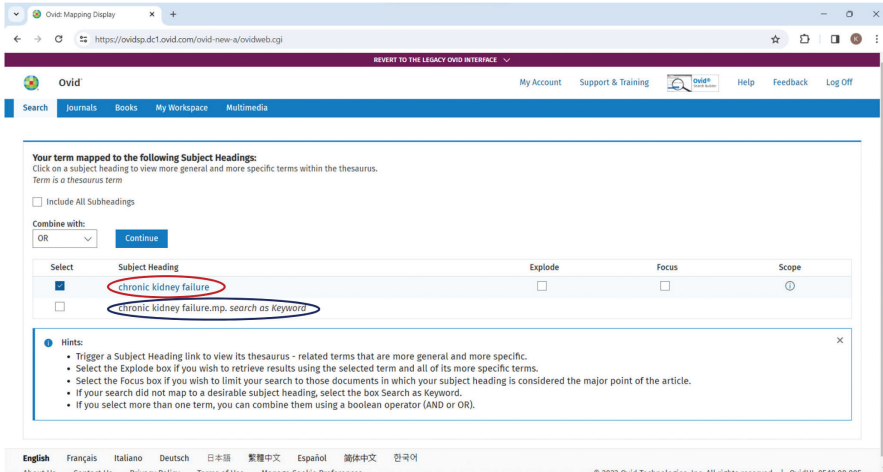 Ovid: Mapping Display
https://ovidsp.dc1.ovid.com/ovid-new-a/ovidweb.cgi
K
REVERT TO THE LEGACY OVID INTERFACE
Ovid®
My Account Support & Training Ovid® Help Feedback Log Off
Search Journals Books My Workspace Multimedia
Your term mapped to the following Subject Headings:
Click on a subject heading to view more general and more specific terms within the thesaurus.
Term is a thesaurus term
Include All Subheadings
Combine with:
OR Continue
Select Subject Heading Explode Focus Scope
chronic kidney failure
chronic kidney failure.mp. search as Keyword
Hints:
• Trigger a Subject Heading link to view its thesaurus - related terms that are more general and more specific.
• Select the Explode box if you wish to retrieve results using the selected term and all of its more specific terms.
• Select the Focus box if you wish to limit your search to those documents in which your subject heading is considered the major point of the article.
• If your search did not map to a desirable subject heading, select the box Search as Keyword.
• If you select more than one term, you can combine them using a boolean operator (AND or OR).
English Français Italiano Deutsch 日本語 繁體中文 Español 简体中文 한국어